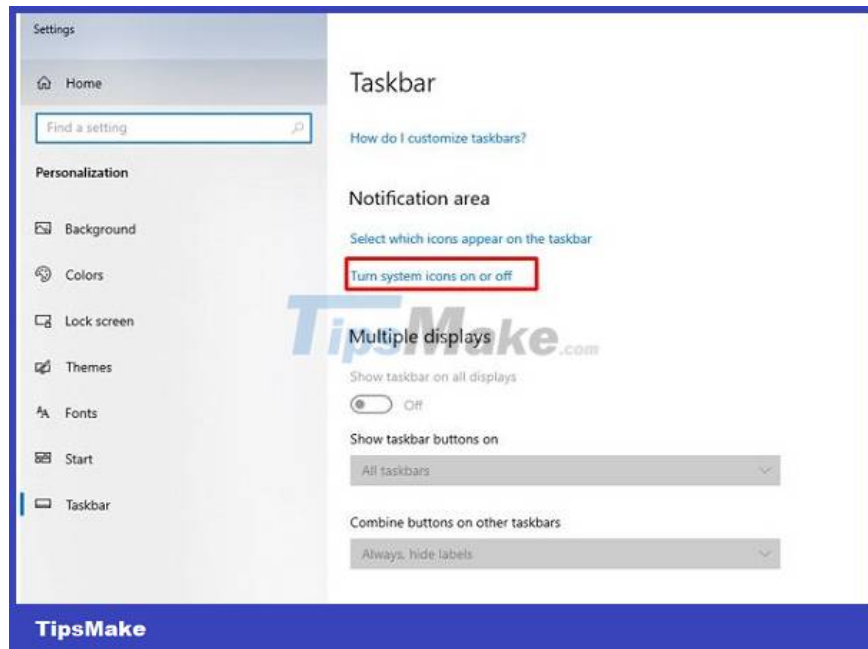 Settings
Home
Find a setting
Personalization
Background
Colors
Lock screen
Themes
Fonts
Start
Taskbar
Taskbar
How do I customize taskbars?
Notification area
Select which icons appear on the taskbar
Turn system icons on or off
TipsMake.com
Multiple displays
Show taskbar on all displays
Off
Show taskbar buttons on
All taskbars
Combine buttons on other taskbars
Always, hide labels
TipsMake